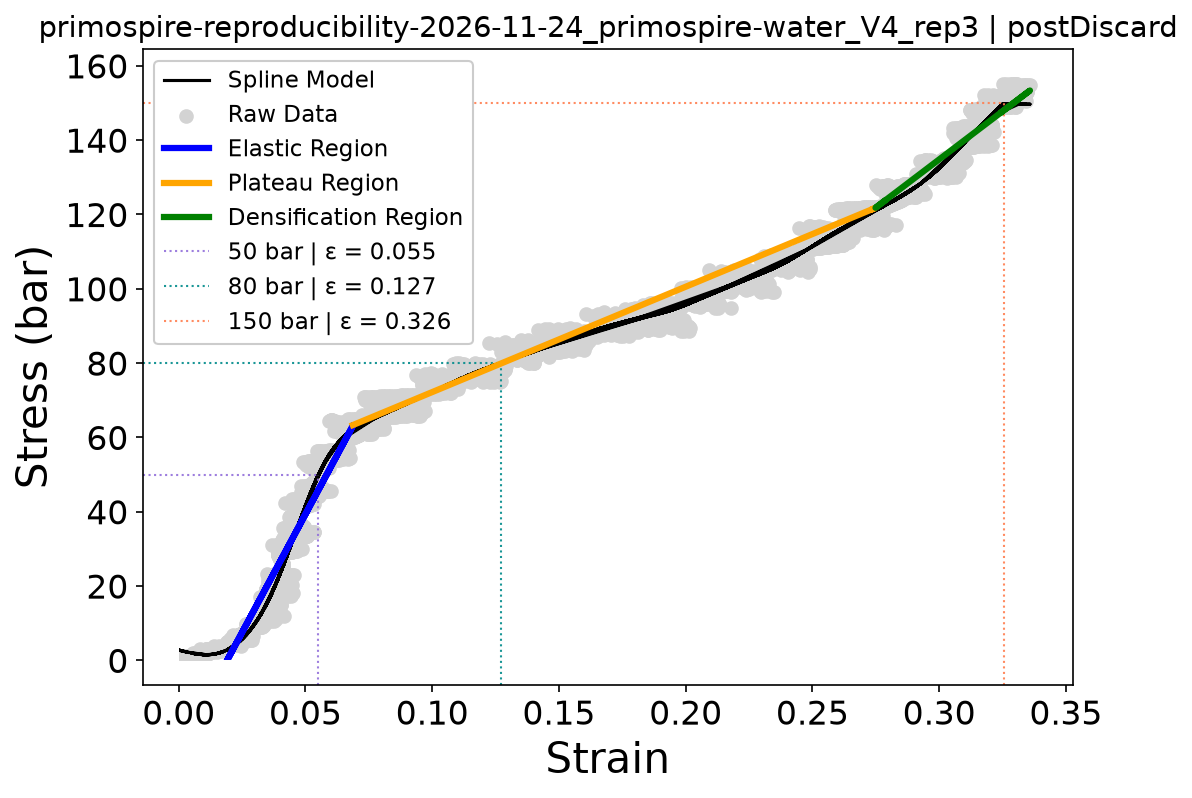 primospire-reproducibility-2026-11-24_primospire-water_V4_rep3 | postDiscard
Stress (bar)
160
140
120
100
80
60
40
20
0
Spline Model
Raw Data
Elastic Region
Plateau Region
Densification Region
50 bar | ε = 0.055
80 bar | ε = 0.127
150 bar | ε = 0.326
0.00 0.05 0.10 0.15 0.20 0.25 0.30 0.35
Strain